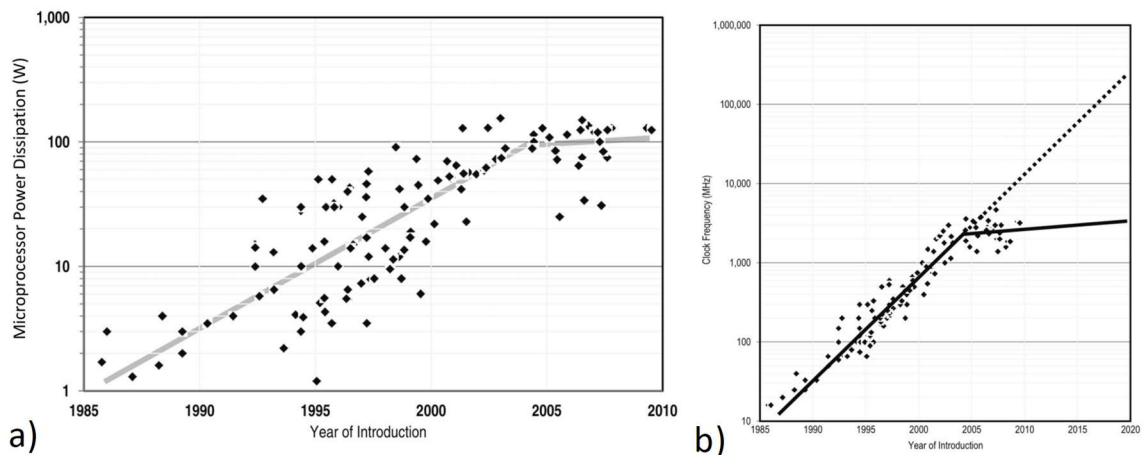 1,000
100
10
1
1985 1990 1995 2000 2005 2010
Microprocessor Power Dissipation (W)
Year of Introduction
a)
1,000,000
100,000
10,000
1,000
100
10
1985 1990 1995 2000 2005 2010 2015 2020
Clock Frequency (MHz)
Year of Introduction
b)